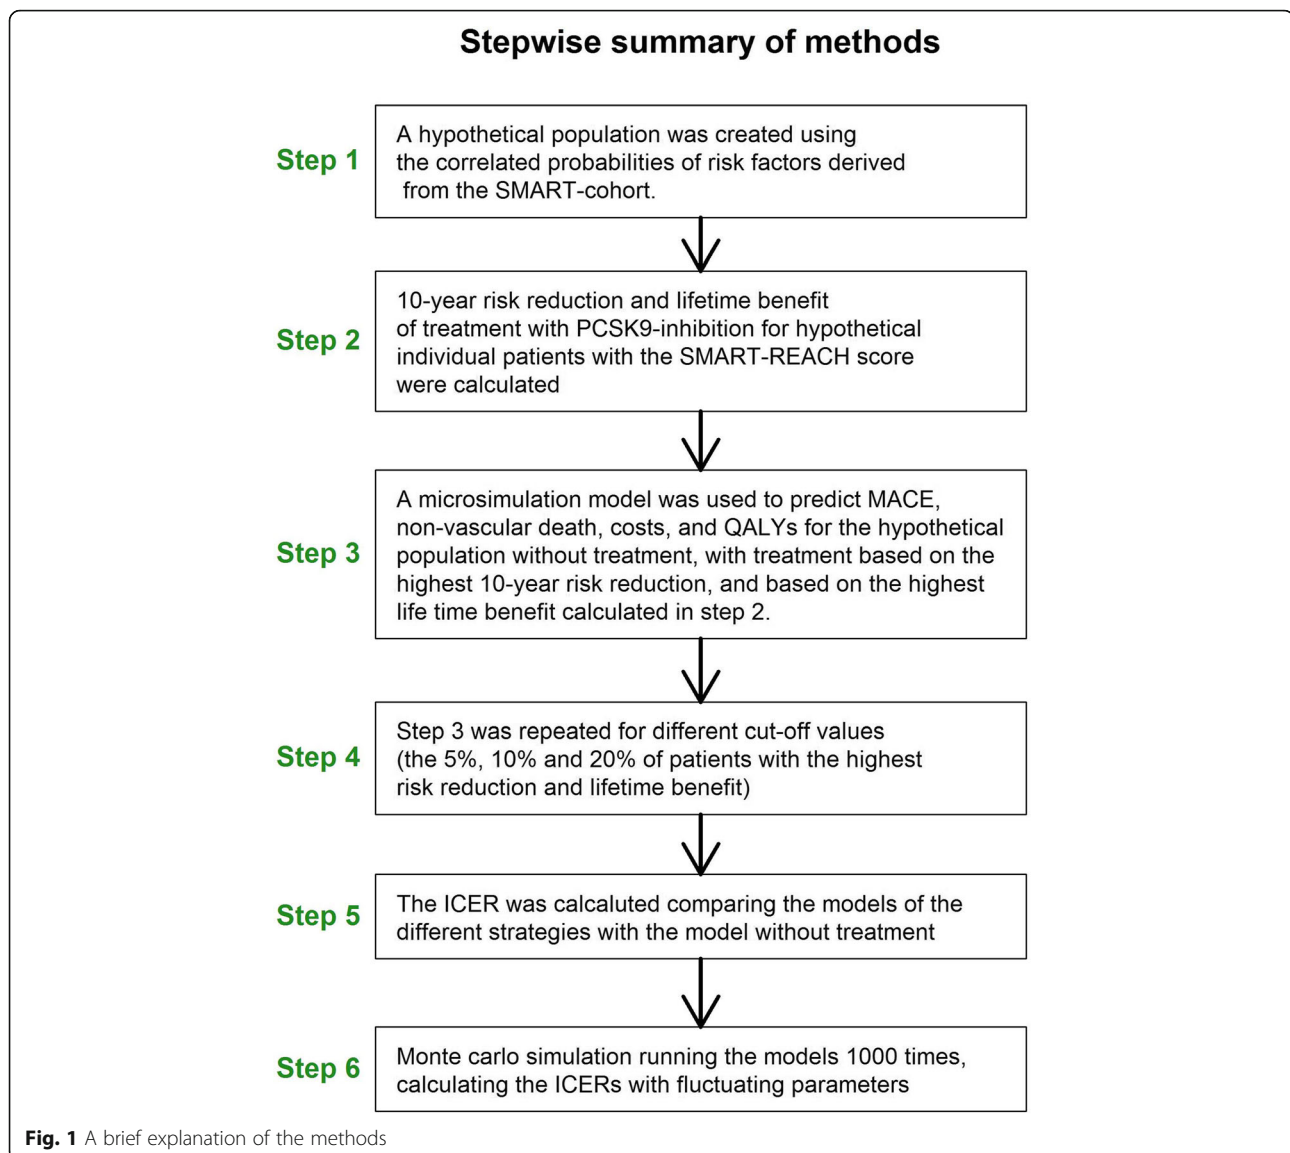 Stepwise summary of methods
Step 1
A hypothetical population was created using
the correlated probabilities of risk factors derived
from the SMART-cohort.
Step 2
10-year risk reduction and lifetime benefit
of treatment with PCSK9-inhibition for hypothetical
individual patients with the SMART-REACH score
were calculated
Step 3
A microsimulation model was used to predict MACE,
non-vascular death, costs, and QALYs for the hypothetical
population without treatment, with treatment based on the
highest 10-year risk reduction, and based on the highest
life time benefit calculated in step 2.
Step 4
Step 3 was repeated for different cut-off values
(the 5%, 10% and 20% of patients with the highest
risk reduction and lifetime benefit)
Step 5
The ICER was calcaluted comparing the models of the
different strategies with the model without treatment
Step 6
Monte carlo simulation running the models 1000 times,
calculating the ICERs with fluctuating parameters
Fig. 1 A brief explanation of the methods